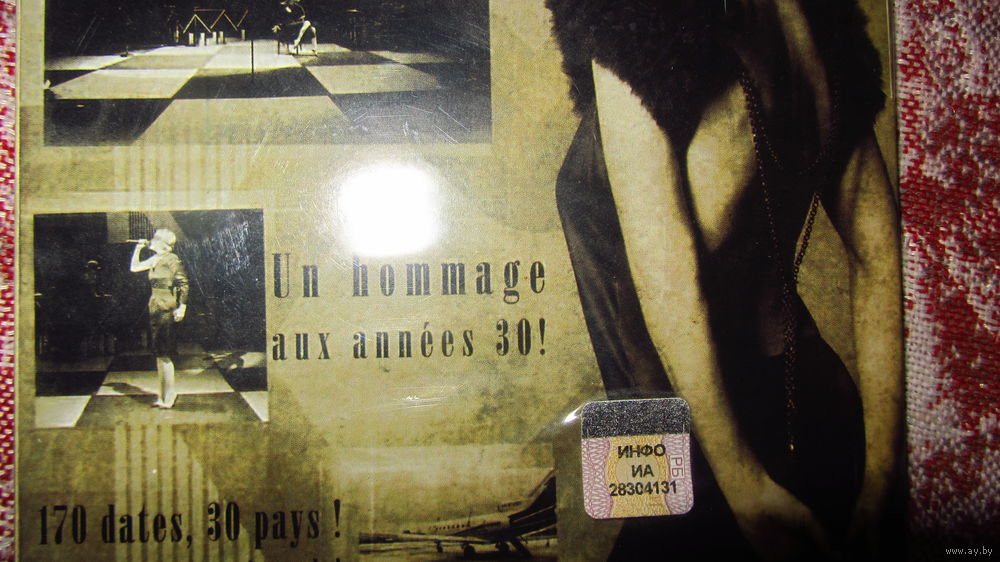 Un hommage
aux années 30!
ИНФО
ИА
28304131
РБ
170 dates, 30 pays !
www.ay.by